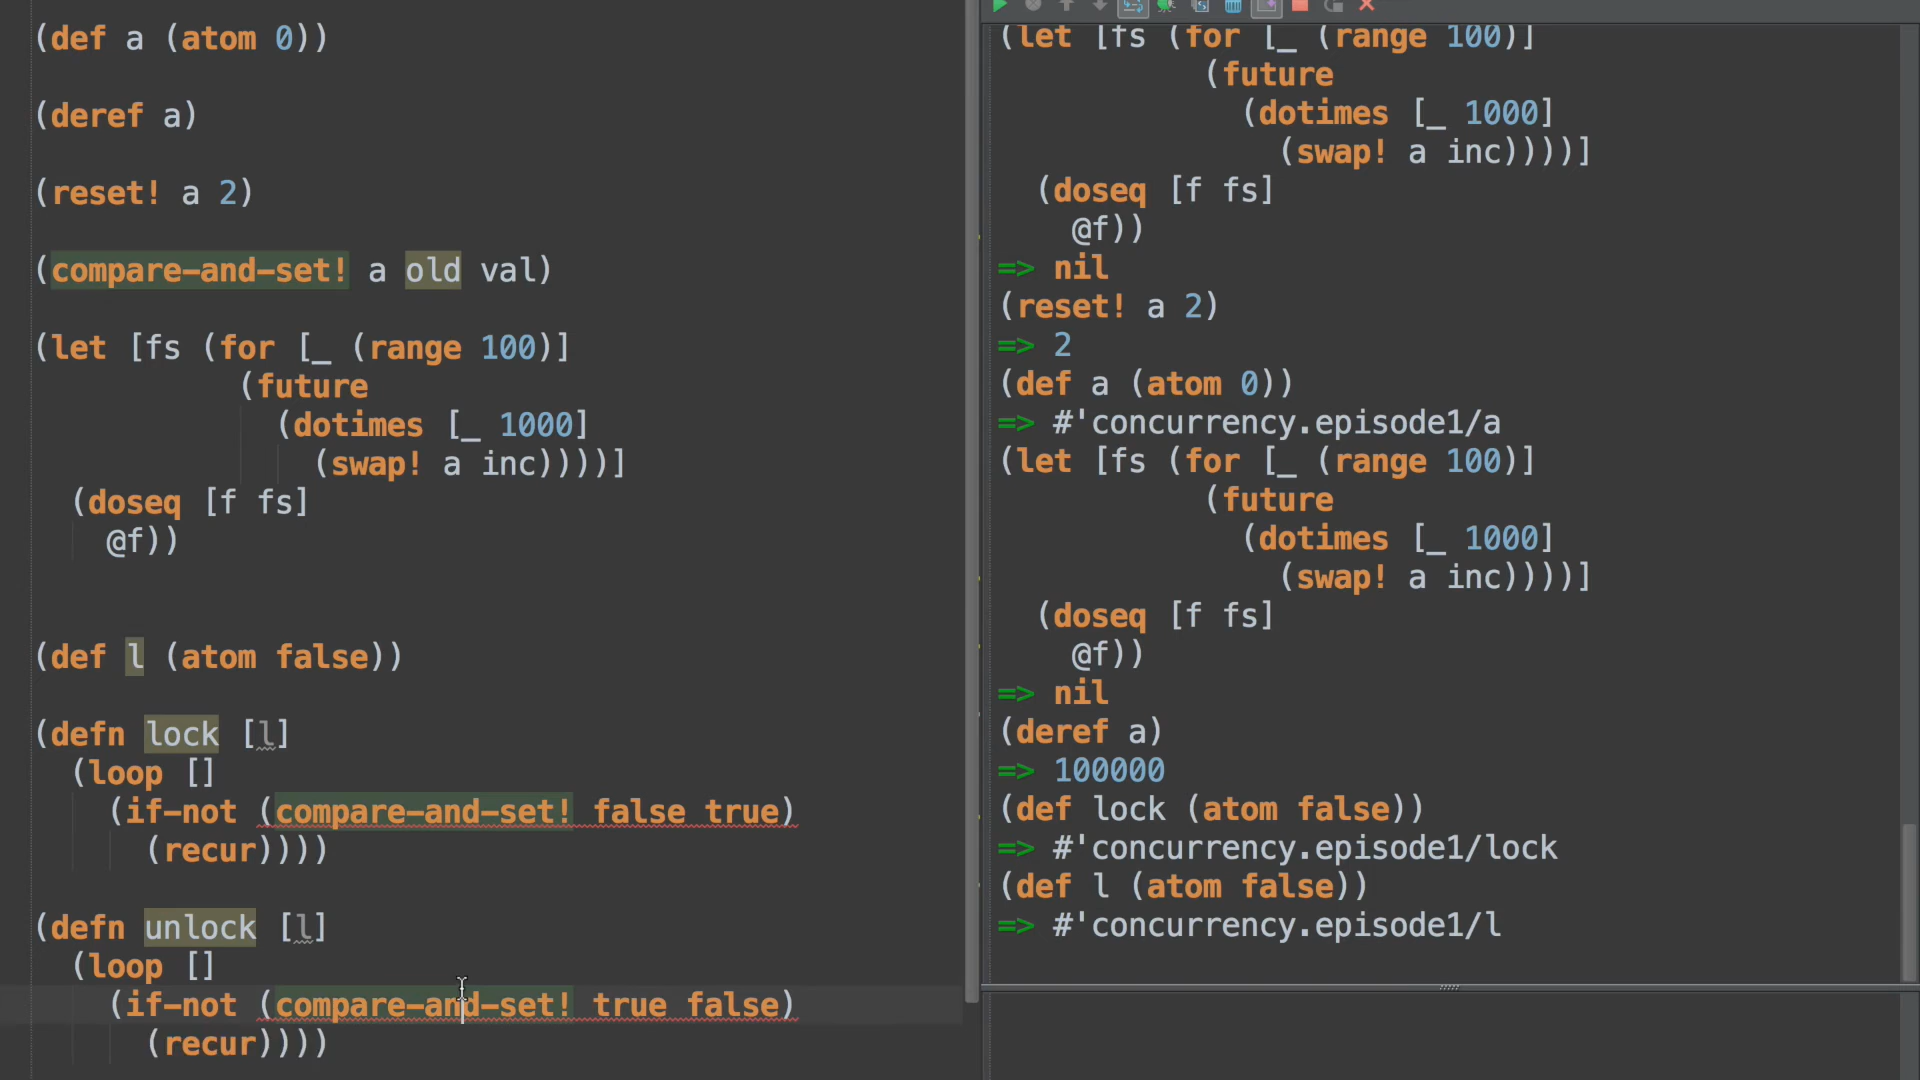 (def a (atom 0))
(deref a)
(reset! a 2)
(compare-and-set! a old val)
(let [fs (for [_ (range 100)]
(future
(dotimes [_ 1000]
(swap! a inc))))]
(doseq [f fs]
@f))
(def l (atom false))
(defn lock [l]
(loop []
(if-not (compare-and-set! false true)
(recur))))
(defn unlock [l]
(loop []
(if-not (compare-and-set! true false)
(recur))))
(let [fs (for [_ (range 100)]
(future
(dotimes [_ 1000]
(swap! a inc))))]
(doseq [f fs]
@f))
=> nil
(reset! a 2)
=> 2
(def a (atom 0))
=> #'concurrency.episode1/a
(let [fs (for [_ (range 100)]
(future
(dotimes [_ 1000]
(swap! a inc))))]
(doseq [f fs]
@f))
=> nil
(deref a)
=> 100000
(def lock (atom false))
=> #'concurrency.episode1/lock
(def l (atom false))
=> #'concurrency.episode1/l